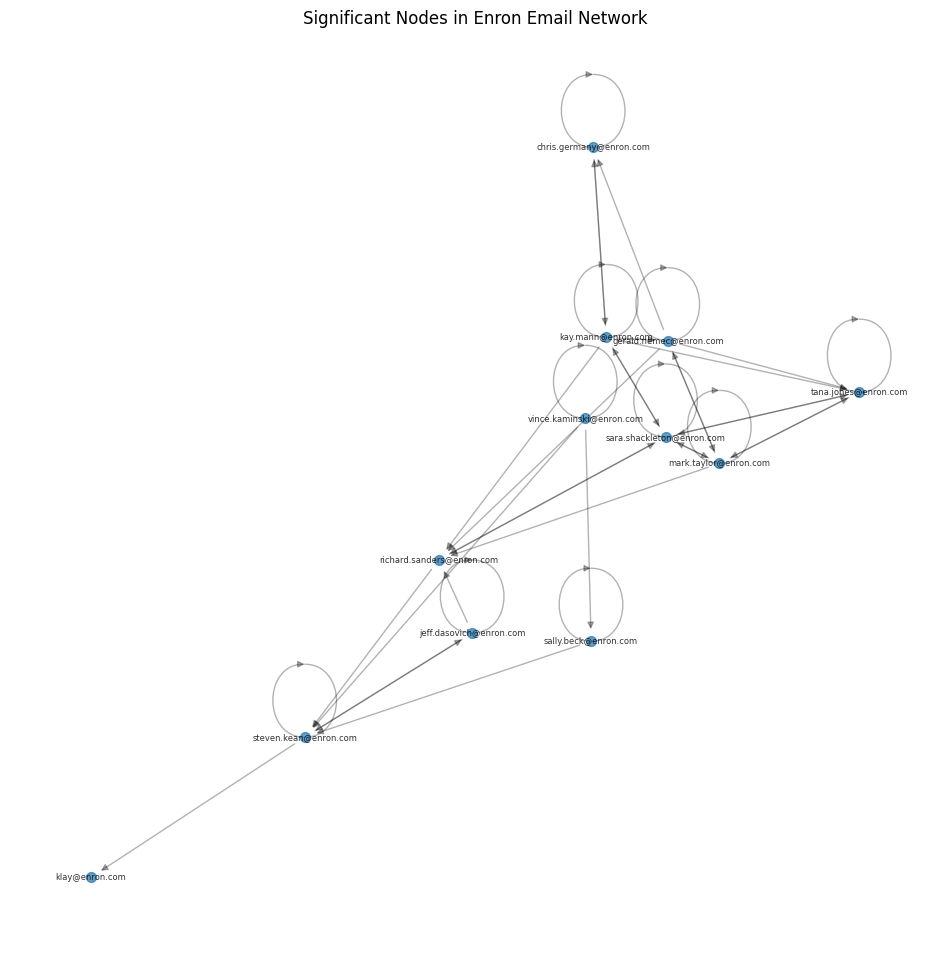 Significant Nodes in Enron Email Network
chris.germany@enron.com
kay.mann@enron.com
gerald.nemec@enron.com
tana.jones@enron.com
vince.kaminski@enron.com
sara.shackleton@enron.com
mark.taylor@enron.com
richard.sanders@enron.com
jeff.dasovich@enron.com
sally.beck@enron.com
steven.kean@enron.com
klay@enron.com